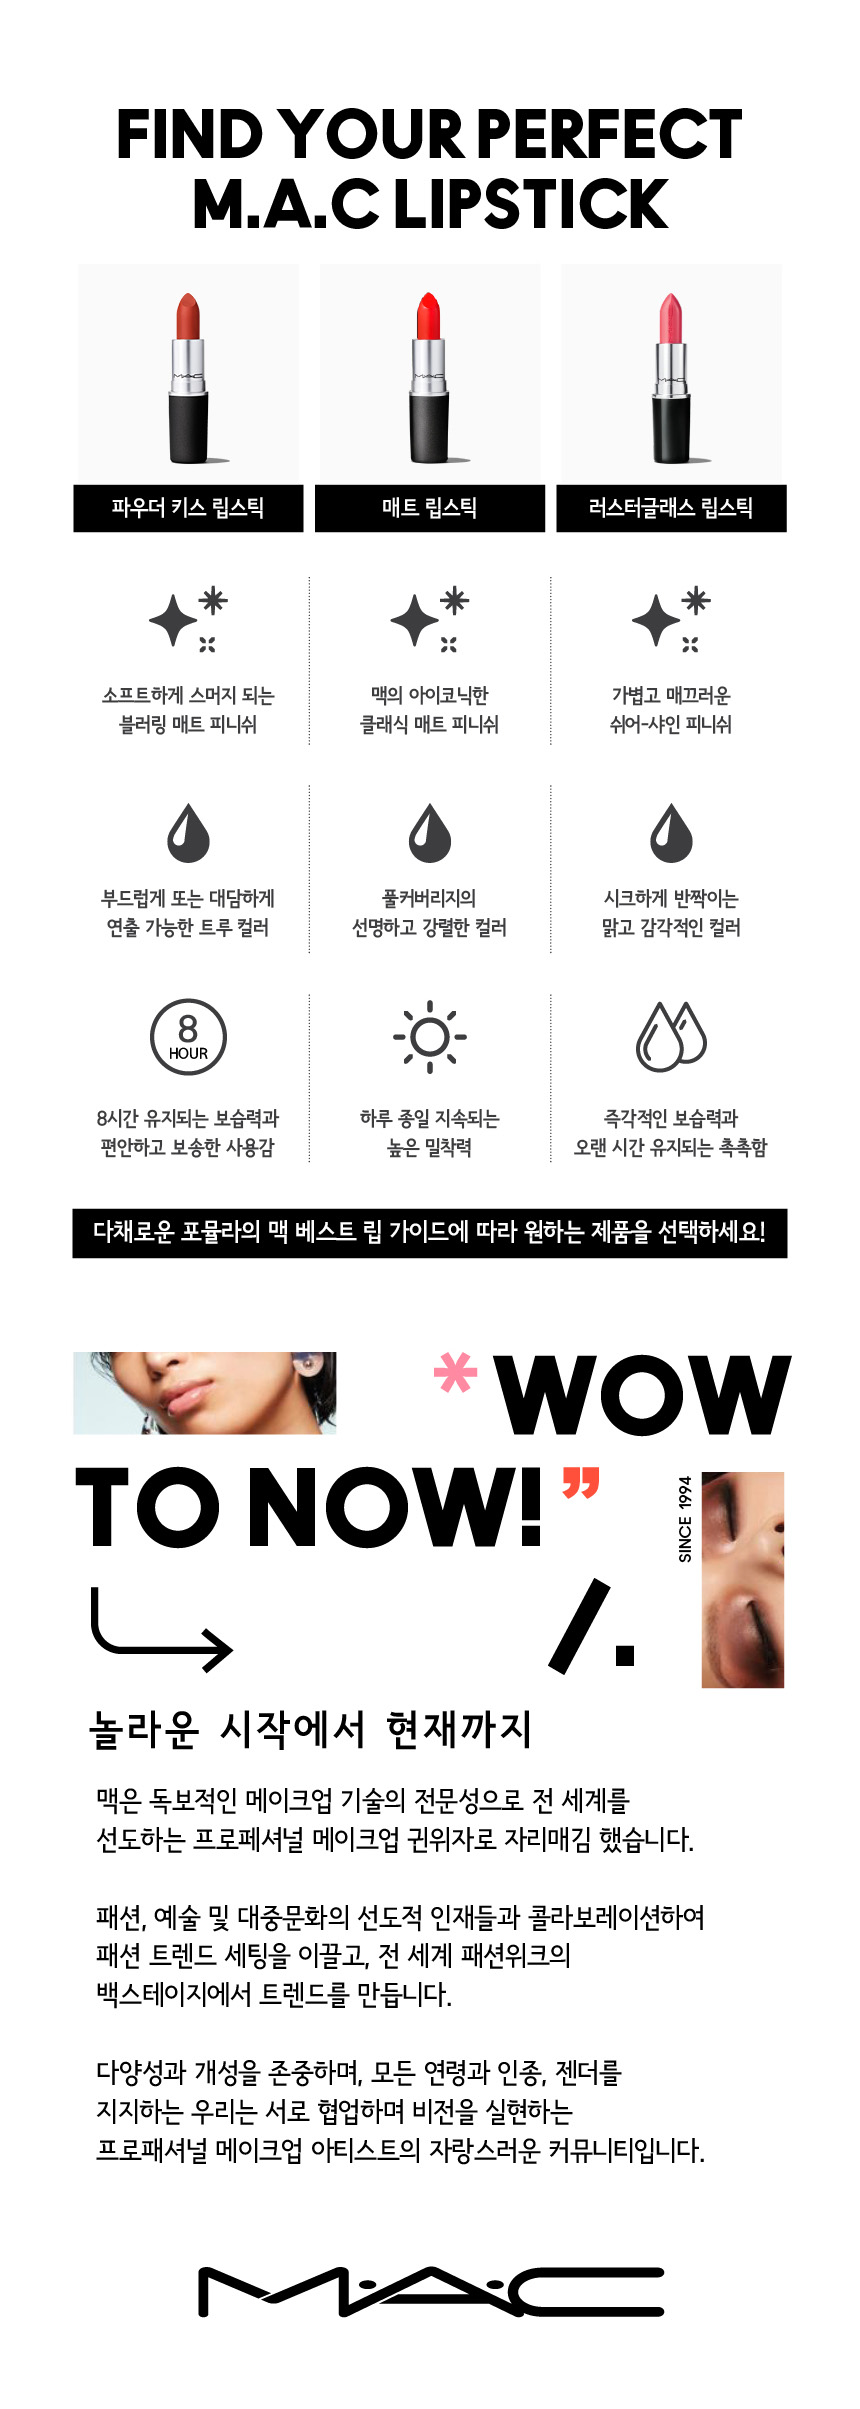 FIND YOUR PERFECT
M.A.C LIPSTICK
MAC
MAC
MAC
파우더 키스 립스틱
매트 립스틱
러스터글래스 립스틱
소프트하게 스머지 되는
블러링 매트 피니쉬
맥의 아이코닉한
클래식 매트 피니쉬
가볍고 매끄러운
쉬어-샤인 피니쉬
부드럽게 또는 대담하게
연출 가능한 트루 컬러
풀커버리지의
선명하고 강렬한 컬러
시크하게 반짝이는
맑고 감각적인 컬러
8
HOUR
8시간 유지되는 보습력과
편안하고 보송한 사용감
하루 종일 지속되는
높은 밀착력
즉각적인 보습력과
오랜 시간 유지되는 촉촉함
다채로운 포뮬라의 맥 베스트 립 가이드에 따라 원하는 제품을 선택하세요!
*WOW
TO NOW!”
SINCE 1994
/.
놀라운 시작에서 현재까지
맥은 독보적인 메이크업 기술의 전문성으로 전 세계를
선도하는 프로페셔널 메이크업 귄위자로 자리매김 했습니다.
패션, 예술 및 대중문화의 선도적 인재들과 콜라보레이션하여
패션 트렌드 세팅을 이끌고, 전 세계 패션위크의
백스테이지에서 트렌드를 만듭니다.
다양성과 개성을 존중하며, 모든 연령과 인종, 젠더를
지지하는 우리는 서로 협업하며 비전을 실현하는
프로패셔널 메이크업 아티스트의 자랑스러운 커뮤니티입니다.
M·A·C